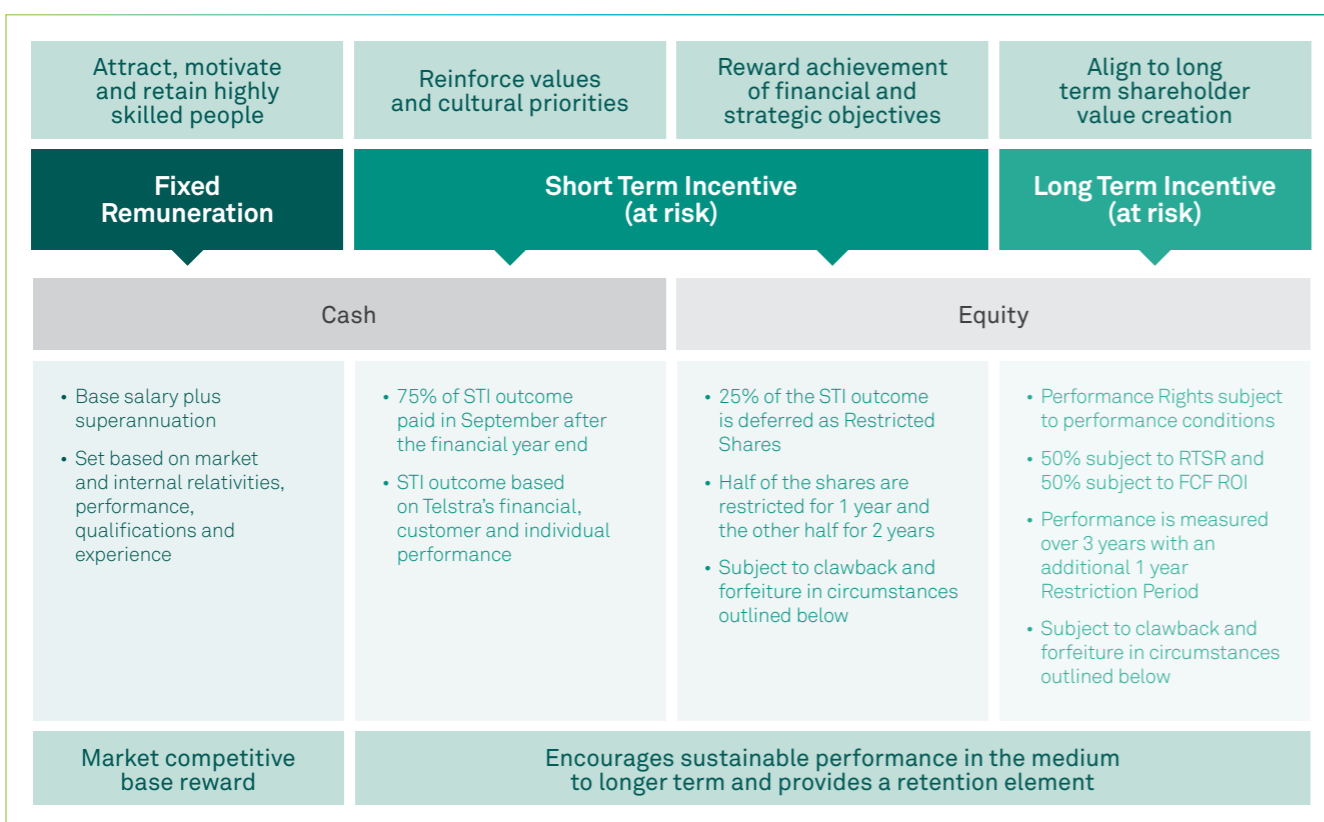 Attract, motivate
and retain highly
skilled people
Reinforce values
and cultural priorities
Reward achievement
of financial and
strategic objectives
Align to long
term shareholder
value creation
Fixed
Remuneration
Short Term Incentive
(at risk)
Long Term Incentive
(at risk)
Cash
Equity
• Base salary plus
superannuation
• Set based on market
and internal relativities,
performance,
qualifications and
experience
• 75% of STI outcome
paid in September after
the financial year end
• STI outcome based
on Telstra’s financial,
customer and individual
performance
• 25% of the STI outcome
is deferred as Restricted
Shares
• Half of the shares are
restricted for 1 year and
the other half for 2 years
• Subject to clawback and
forfeiture in circumstances
outlined below
• Performance Rights subject
to performance conditions
• 50% subject to RTSR and
50% subject to FCF ROI
• Performance is measured
over 3 years with an
additional 1 year
Restriction Period
• Subject to clawback and
forfeiture in circumstances
outlined below
Market competitive
base reward
Encourages sustainable performance in the medium
to longer term and provides a retention element